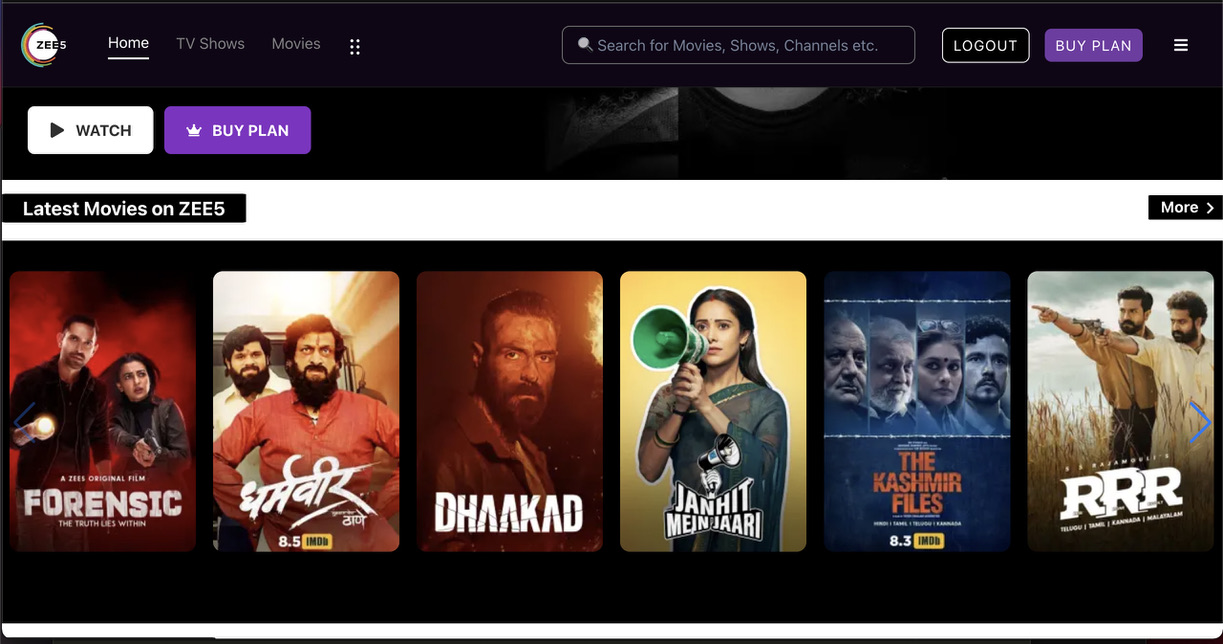 ZEE5
Home
TV Shows
Movies
Search for Movies, Shows, Channels etc.
LOGOUT
BUY PLAN
WATCH
BUY PLAN
Latest Movies on ZEE5
More
A ZEE5 ORIGINAL FILM
FORENSIC
THE TRUTH LIES WITHIN
धर्मवीर
ठाणे
8.5 IMDb
DHAAKAD
JANHIT
MEIN JAARI
THE
KASHMIR
FILES
HINDI | TAMIL | TELUGU | KANNADA
8.3 IMDb
S S RAJAMOULI'S
RRR
TELUGU | TAMIL | KANNADA | MALAYALAM